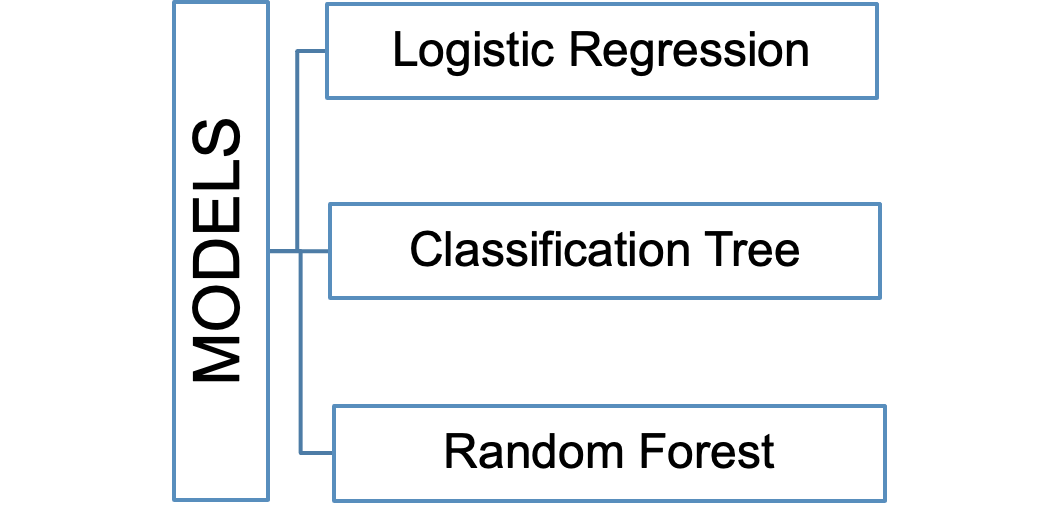 MODELS
Logistic Regression
Classification Tree
Random Forest